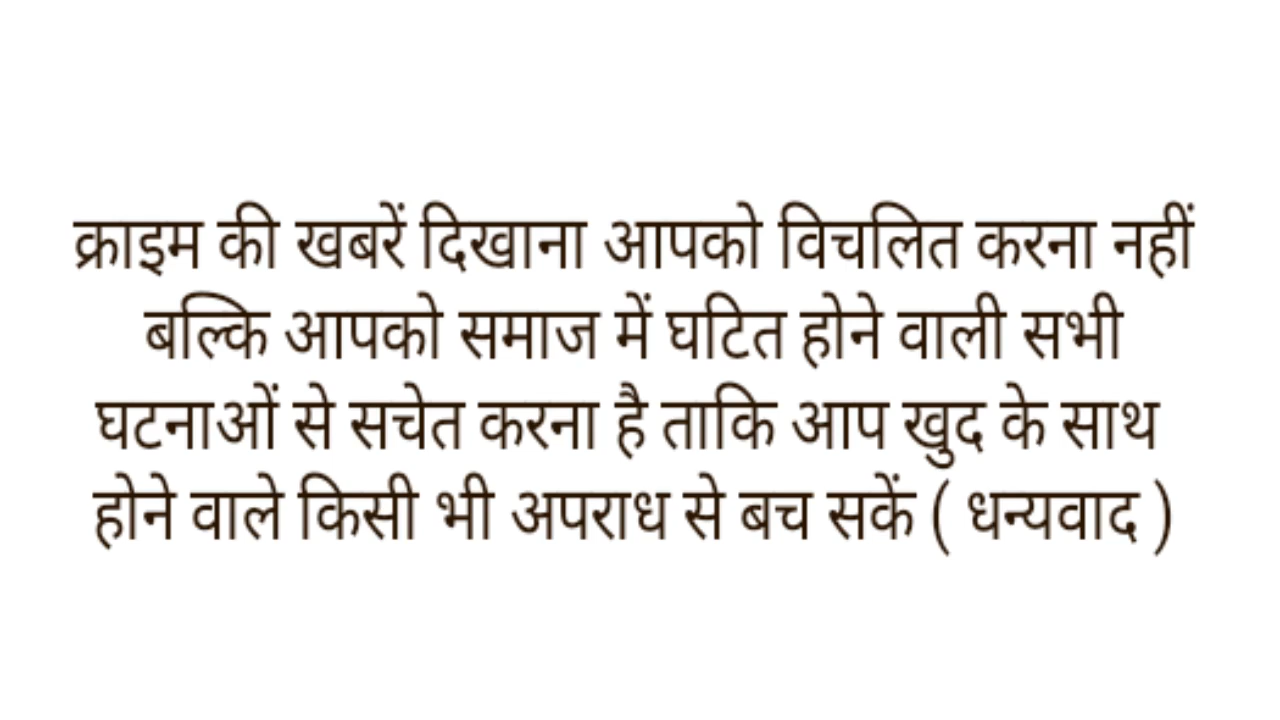 क्राइम की खबरें दिखाना आपको विचलित करना नहीं
बल्कि आपको समाज में घटित होने वाली सभी
घटनाओं से सचेत करना है ताकि आप खुद के साथ
होने वाले किसी भी अपराध से बच सकें ( धन्यवाद )